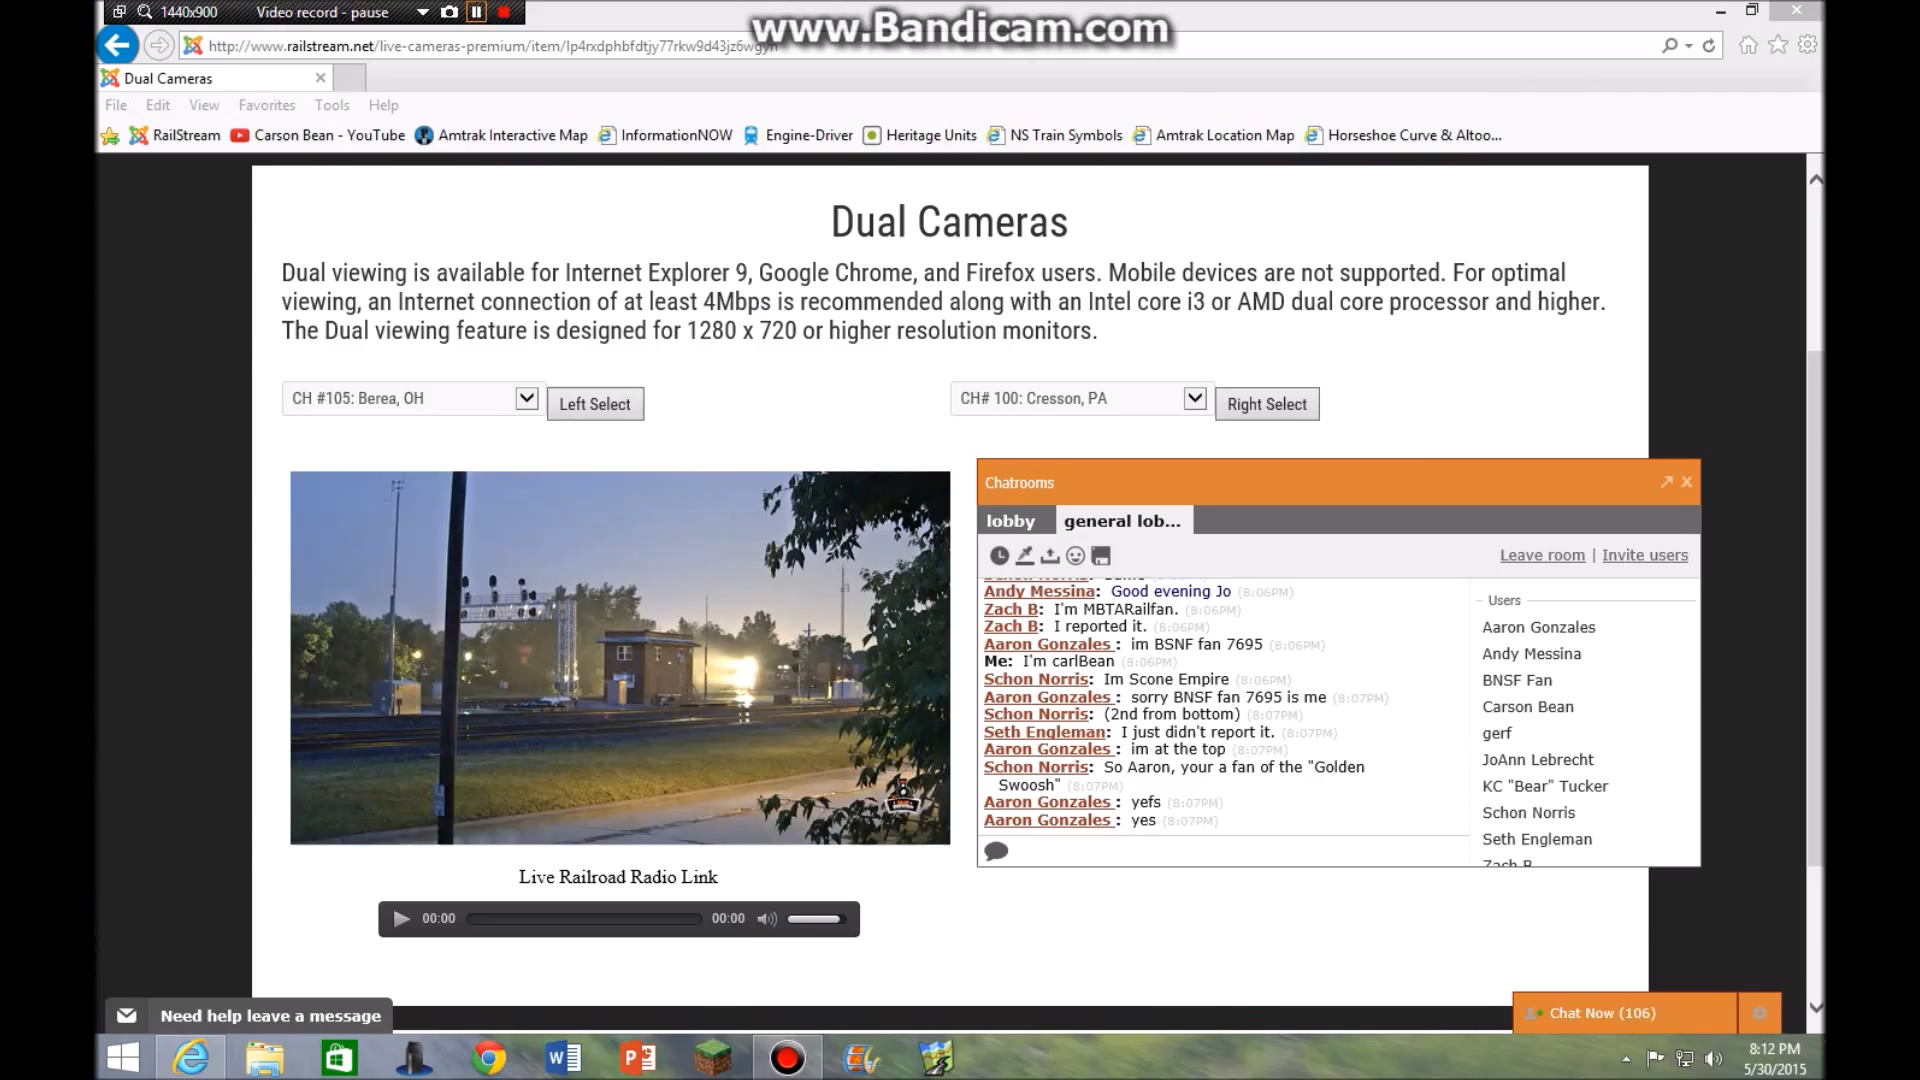 1440x900 Video record - pause
www.Bandicam.com
http://www.railstream.net/live-cameras-premium/item/lp4rxdphbfdtjy77rkw9d43jz6wgyn
Dual Cameras
File Edit View Favorites Tools Help
RailStream Carson Bean - YouTube Amtrak Interactive Map InformationNOW Engine-Driver Heritage Units NS Train Symbols Amtrak Location Map Horseshoe Curve & Altoo...
Dual Cameras
Dual viewing is available for Internet Explorer 9, Google Chrome, and Firefox users. Mobile devices are not supported. For optimal
viewing, an Internet connection of at least 4Mbps is recommended along with an Intel core i3 or AMD dual core processor and higher.
The Dual viewing feature is designed for 1280 x 720 or higher resolution monitors.
CH #105: Berea, OH Left Select
CH# 100: Cresson, PA Right Select
Chatrooms
lobby general lob...
Leave room | Invite users
Andy Messina: Good evening Jo (8:06PM)
Zach B: I'm MBTARailfan. (8:06PM)
Zach B: I reported it. (8:06PM)
Aaron Gonzales : im BSNF fan 7695 (8:06PM)
Me: I'm carlBean (8:06PM)
Schon Norris: Im Scone Empire (8:06PM)
Aaron Gonzales : sorry BNSF fan 7695 is me (8:07PM)
Schon Norris: (2nd from bottom) (8:07PM)
Seth Engleman: I just didn't report it. (8:07PM)
Aaron Gonzales : im at the top (8:07PM)
Schon Norris: So Aaron, your a fan of the "Golden
Swoosh" (8:07PM)
Aaron Gonzales : yefs (8:07PM)
Aaron Gonzales : yes (8:07PM)
Users
Aaron Gonzales
Andy Messina
BNSF Fan
Carson Bean
gerf
JoAnn Lebrecht
KC "Bear" Tucker
Schon Norris
Seth Engleman
Zach B
Live Railroad Radio Link
00:00 00:00
Need help leave a message
Chat Now (106)
8:12 PM
5/30/2015